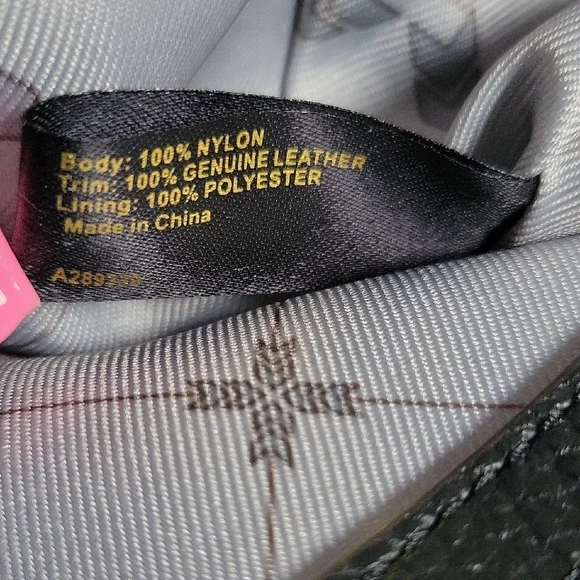 Body: 100% NYLON
Trim: 100% GENUINE LEATHER
Lining: 100% POLYESTER
Made in China